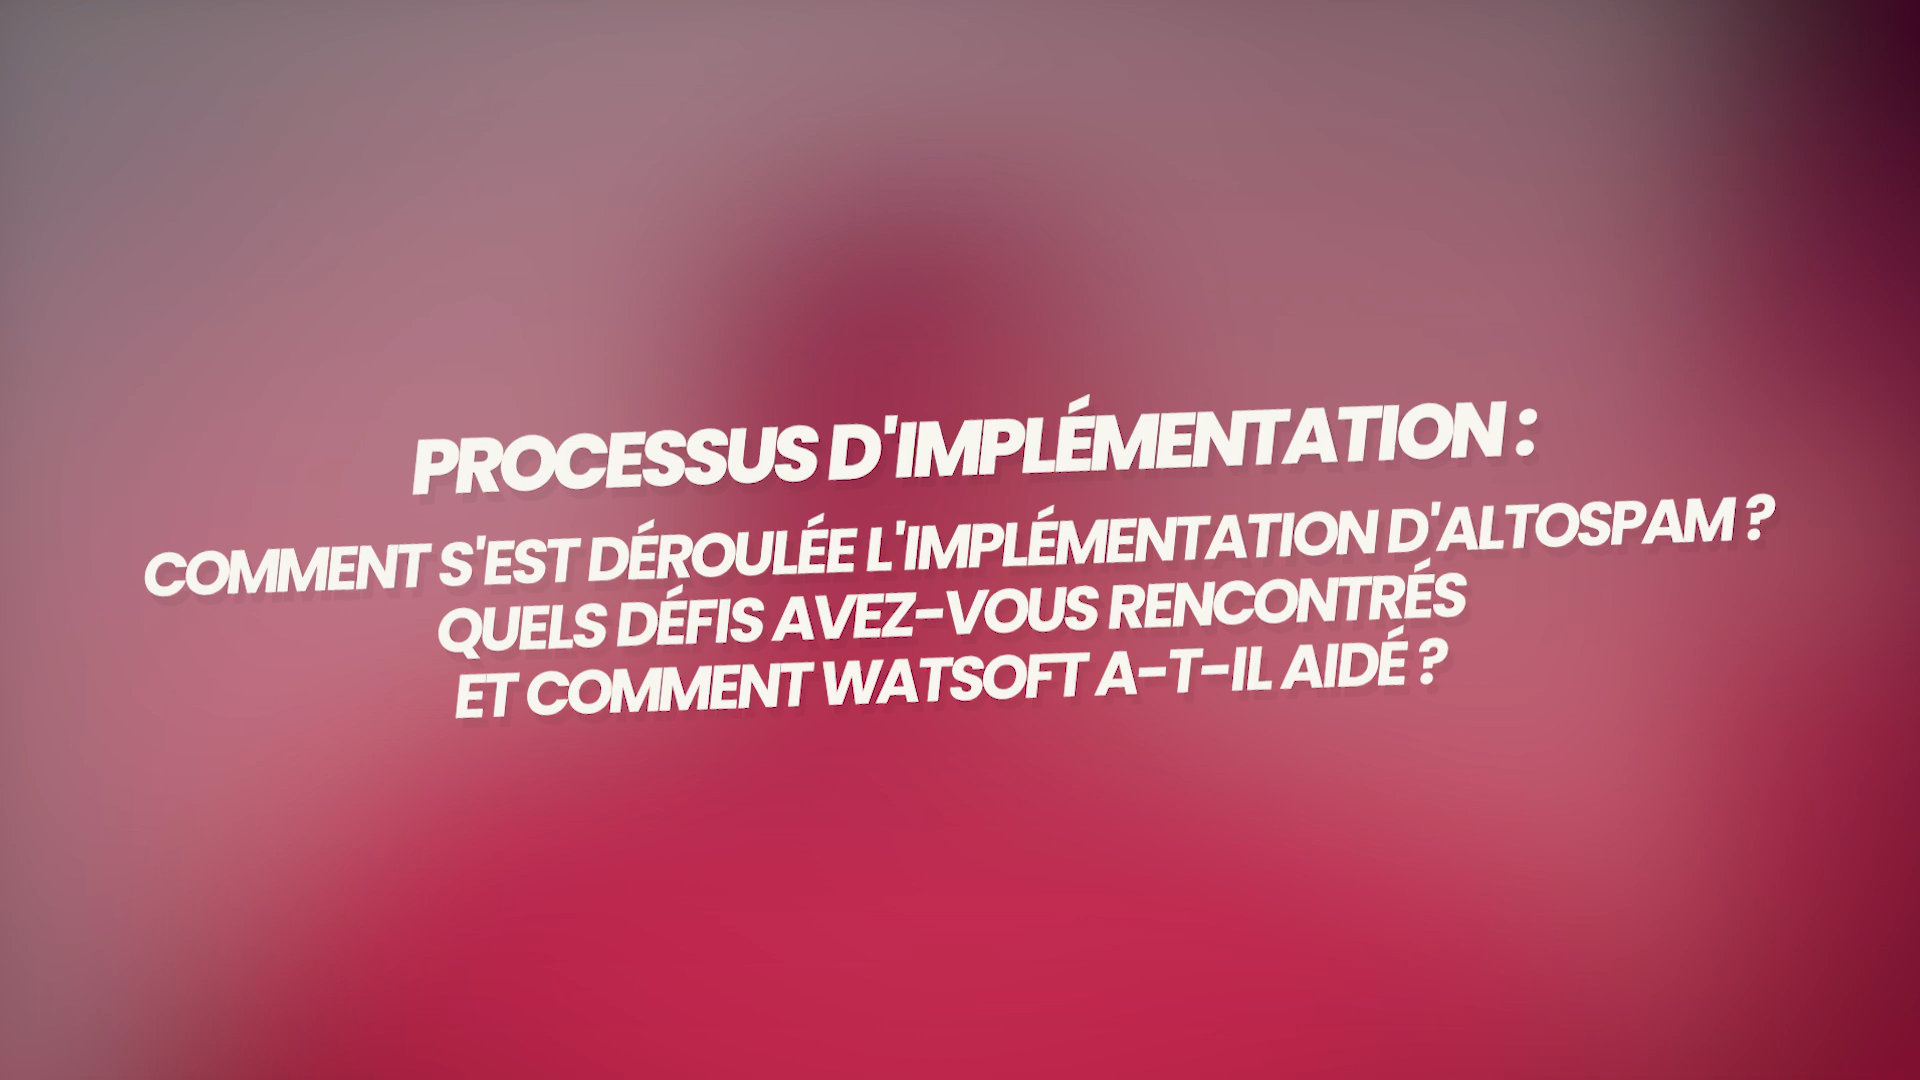 PROCESSUS D'IMPLÉMENTATION :
COMMENT S'EST DÉROULÉE L'IMPLÉMENTATION D'ALTOSPAM ?
QUELS DÉFIS AVEZ-VOUS RENCONTRÉS
ET COMMENT WATSOFT A-T-IL AIDÉ ?